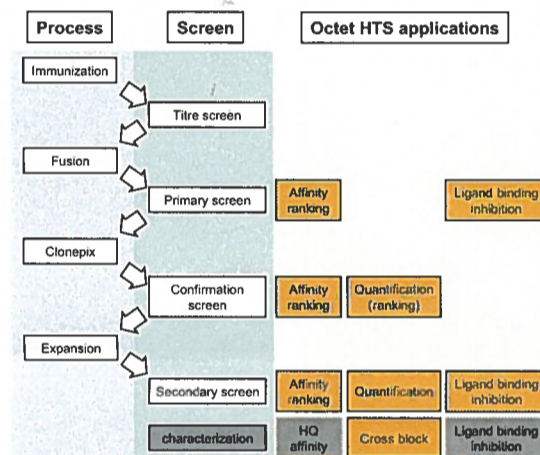 Process Screen Octet HTS applications
Immunization
Titre screen
Fusion
Primary screen
Affinity
ranking
Ligand binding
inhibition
Clonepix
Confirmation
screen
Affinity
ranking
Quantification
(ranking)
Expansion
Secondary screen
Affinity
ranking
Quantification
Ligand binding
inhibition
characterization
HQ
affinity
Cross block
Ligand binding
inhibition